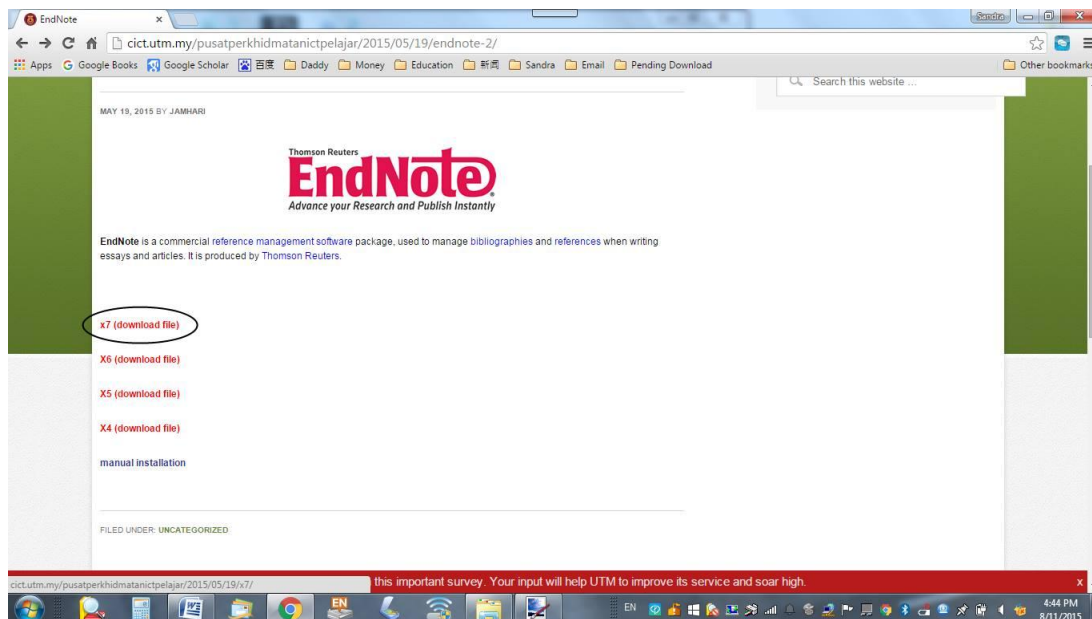 EndNote
Sandra
cict.utm.my/pusatperkhidmatanictpelajar/2015/05/19/endnote-2/
Apps Google Books Google Scholar 百度 Daddy Money Education 新闻 Sandra Email Pending Download Other bookmarks
Search this website ...
MAY 19, 2015 BY JAMHARI
Thomson Reuters
EndNote
Advance your Research and Publish Instantly
EndNote is a commercial reference management software package, used to manage bibliographies and references when writing
essays and articles. It is produced by Thomson Reuters.
x7 (download file)
X6 (download file)
X5 (download file)
X4 (download file)
manual installation
FILED UNDER: UNCATEGORIZED
cict.utm.my/pusatperkhidmatanictpelajar/2015/05/19/x7/
this important survey. Your input will help UTM to improve its service and soar high. x
EN
EN
4:44 PM
8/11/2015